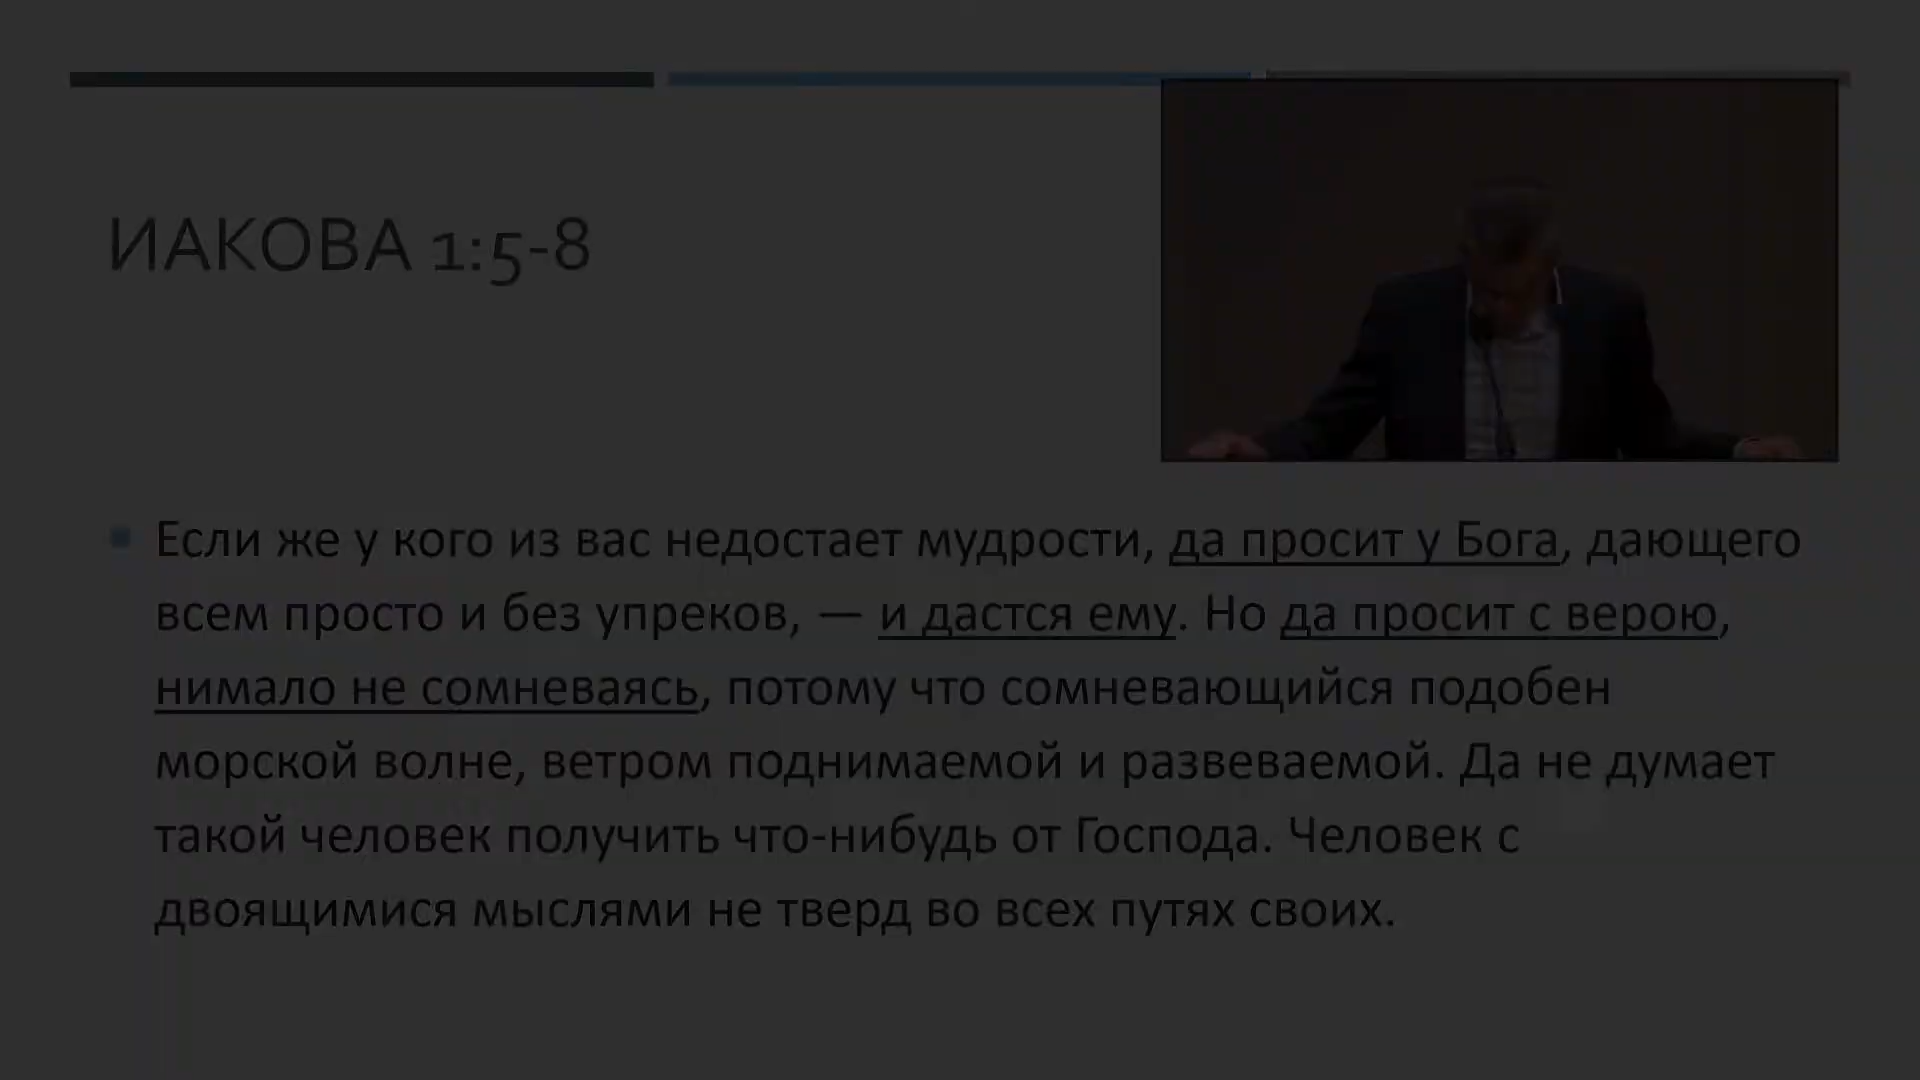 ИАКОВА 1:5-8
Если же у кого из вас недостает мудрости, да просит у Бога, дающего
всем просто и без упреков, — и дастся ему. Но да просит с верою,
нимало не сомневаясь, потому что сомневающийся подобен
морской волне, ветром поднимаемой и развеваемой. Да не думает
такой человек получить что-нибудь от Господа. Человек с
двоящимися мыслями не тверд во всех путях своих.